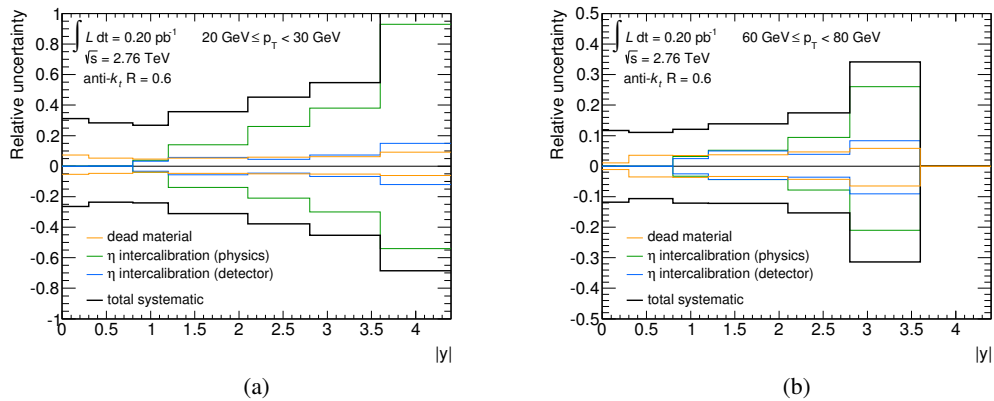 ∫ L dt = 0.20 pb⁻¹ 20 GeV ≤ p_T < 30 GeV
√s = 2.76 TeV
anti-k_t R = 0.6
Relative uncertainty
1
0.8
0.6
0.4
0.2
0
-0.2
-0.4
-0.6
-0.8
-1
dead material
η intercalibration (physics)
η intercalibration (detector)
total systematic
0 0.5 1 1.5 2 2.5 3 3.5 4
|y|
(a)
∫ L dt = 0.20 pb⁻¹ 60 GeV ≤ p_T < 80 GeV
√s = 2.76 TeV
anti-k_t R = 0.6
Relative uncertainty
0.5
0.4
0.3
0.2
0.1
0
-0.1
-0.2
-0.3
-0.4
-0.5
dead material
η intercalibration (physics)
η intercalibration (detector)
total systematic
0 0.5 1 1.5 2 2.5 3 3.5 4
|y|
(b)